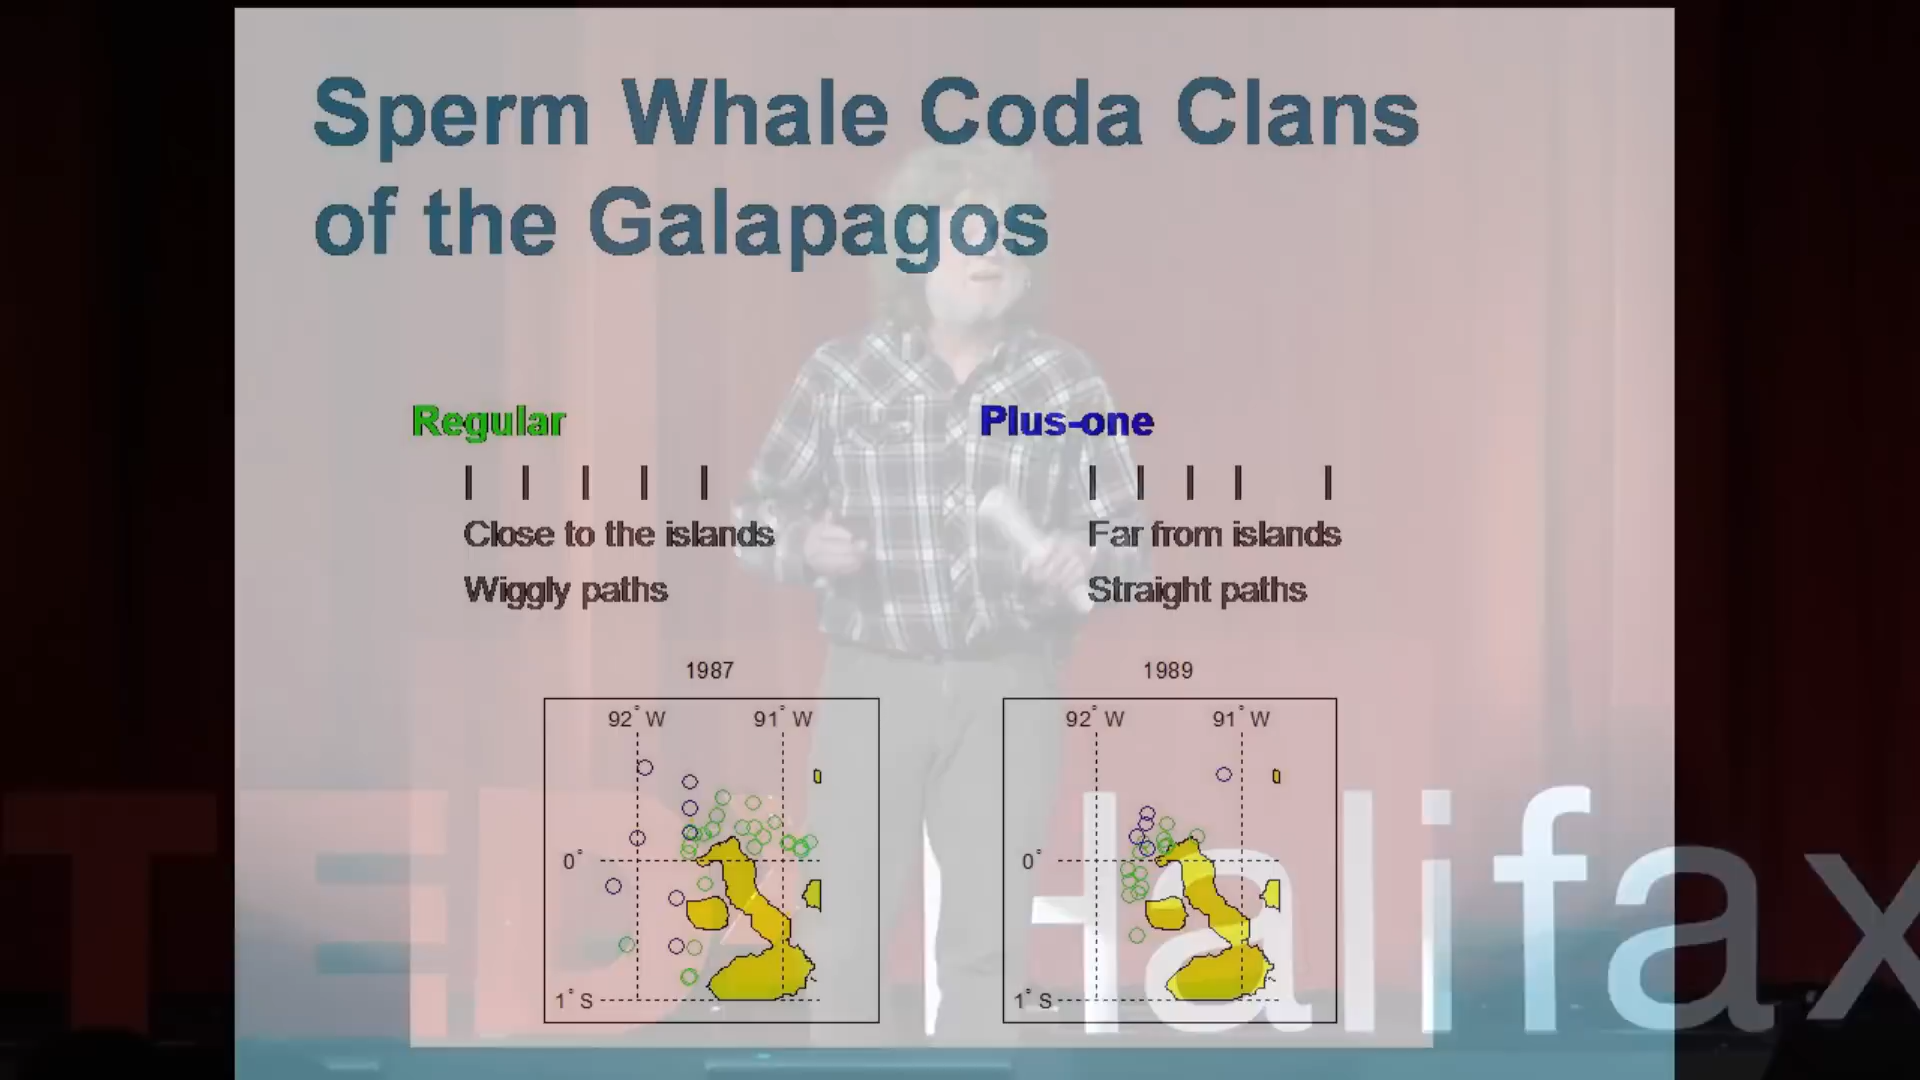 Sperm Whale Coda Clans
of the Galapagos
Regular
Close to the islands
Wiggly paths
Plus-one
Far from islands
Straight paths
1987
92° W 91° W
0°
1° S
1989
92° W 91° W
0°
1° S
TEDx Halifax